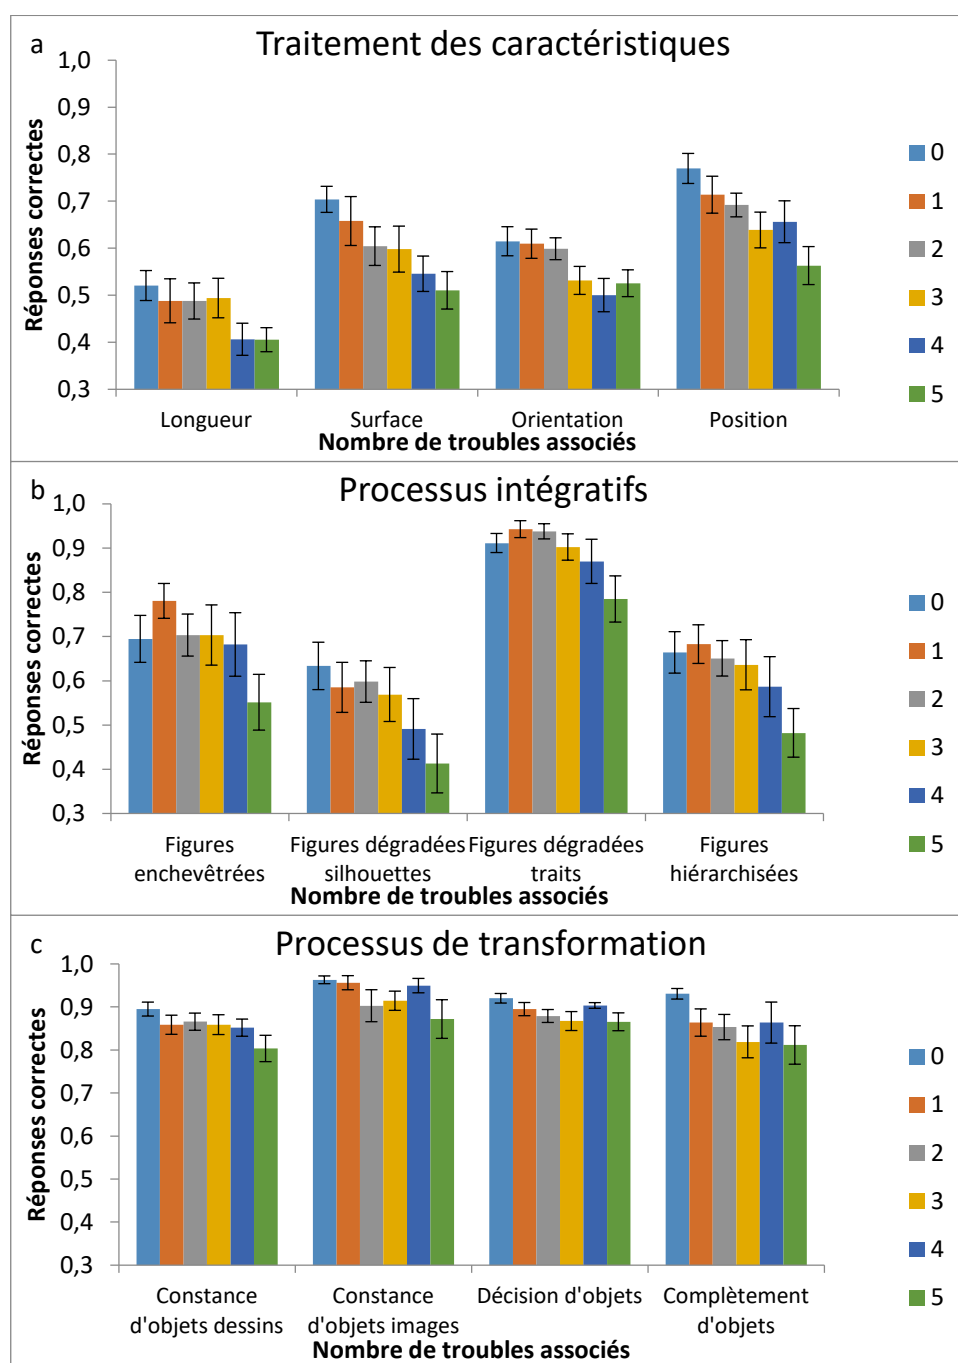 a
Traitement des caractéristiques
1,0
0,9
0,8
0,7
0,6
0,5
0,4
0,3
Réponses correctes
Longueur
Surface
Orientation
Position
Nombre de troubles associés
0
1
2
3
4
5
b
Processus intégratifs
1,0
0,9
0,8
0,7
0,6
0,5
0,4
0,3
Réponses correctes
Figures
enchevêtrées
Figures dégradées
silhouettes
Figures dégradées
traits
Figures
hiérarchisées
Nombre de troubles associés
0
1
2
3
4
5
c
Processus de transformation
1,0
0,9
0,8
0,7
0,6
0,5
0,4
0,3
Réponses correctes
Constance
d'objets dessins
Constance
d'objets images
Décision d'objets
Complètement
d'objets
Nombre de troubles associés
0
1
2
3
4
5